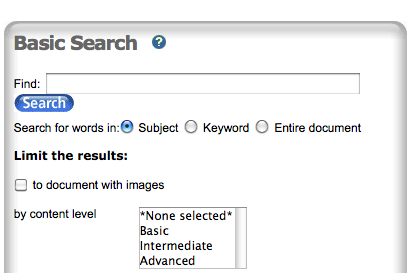 Basic Search ?
Find:
Search
Search for words in: Subject Keyword Entire document
Limit the results:
to document with images
by content level
*None selected*
Basic
Intermediate
Advanced